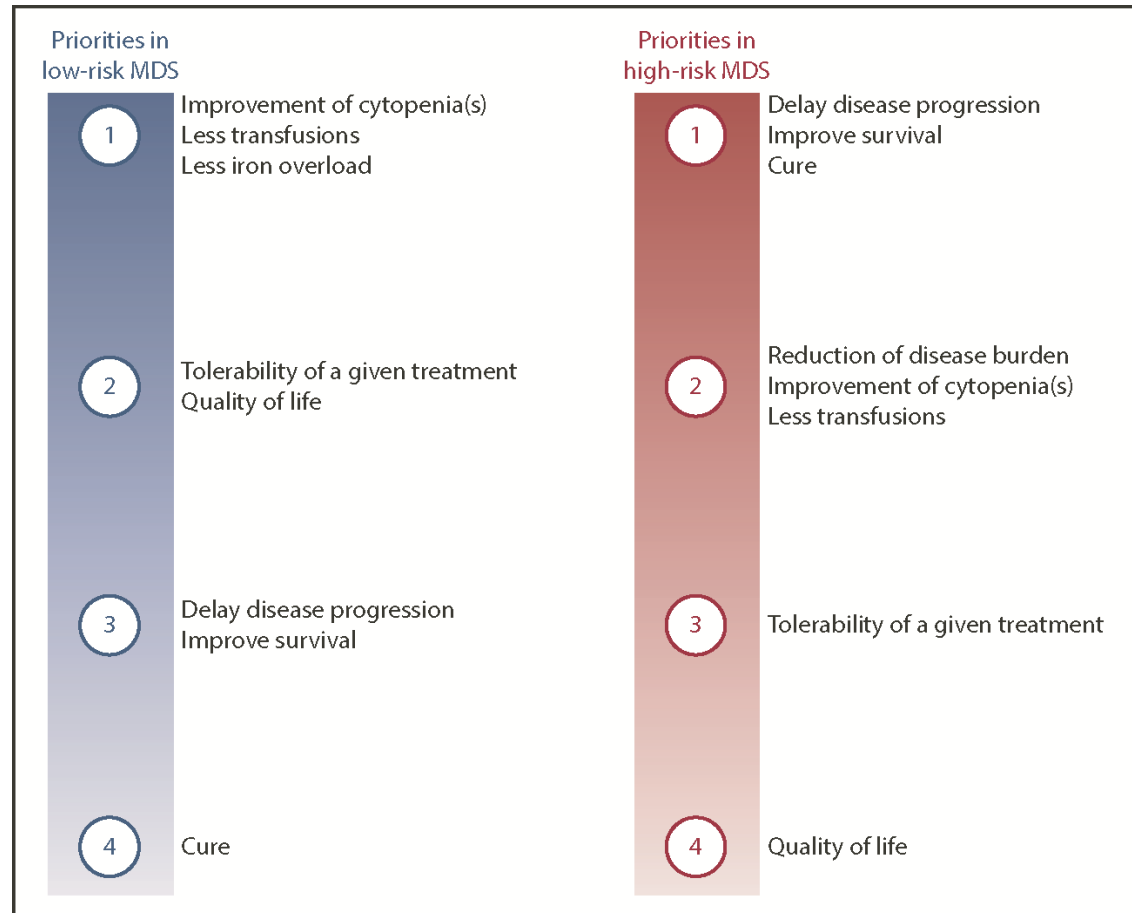 Priorities in
low-risk MDS
1
Improvement of cytopenia(s)
Less transfusions
Less iron overload
2
Tolerability of a given treatment
Quality of life
3
Delay disease progression
Improve survival
4
Cure
Priorities in
high-risk MDS
1
Delay disease progression
Improve survival
Cure
2
Reduction of disease burden
Improvement of cytopenia(s)
Less transfusions
3
Tolerability of a given treatment
4
Quality of life